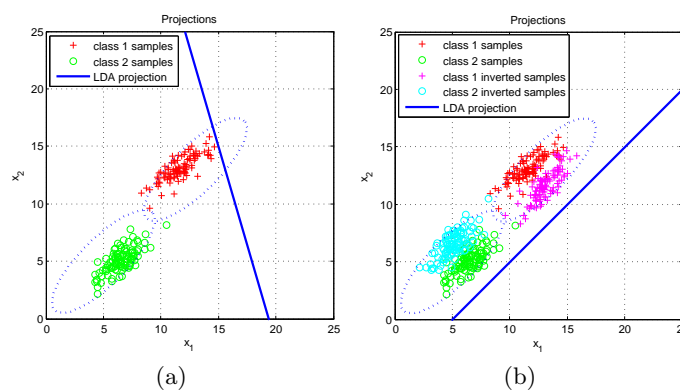 Projections
25
20
15
10
5
0
x2
class 1 samples
class 2 samples
LDA projection
0 5 10 15 20 25
x1
(a)
Projections
25
20
15
10
5
0
x2
class 1 samples
class 2 samples
class 1 inverted samples
class 2 inverted samples
LDA projection
0 5 10 15 20 25
x1
(b)